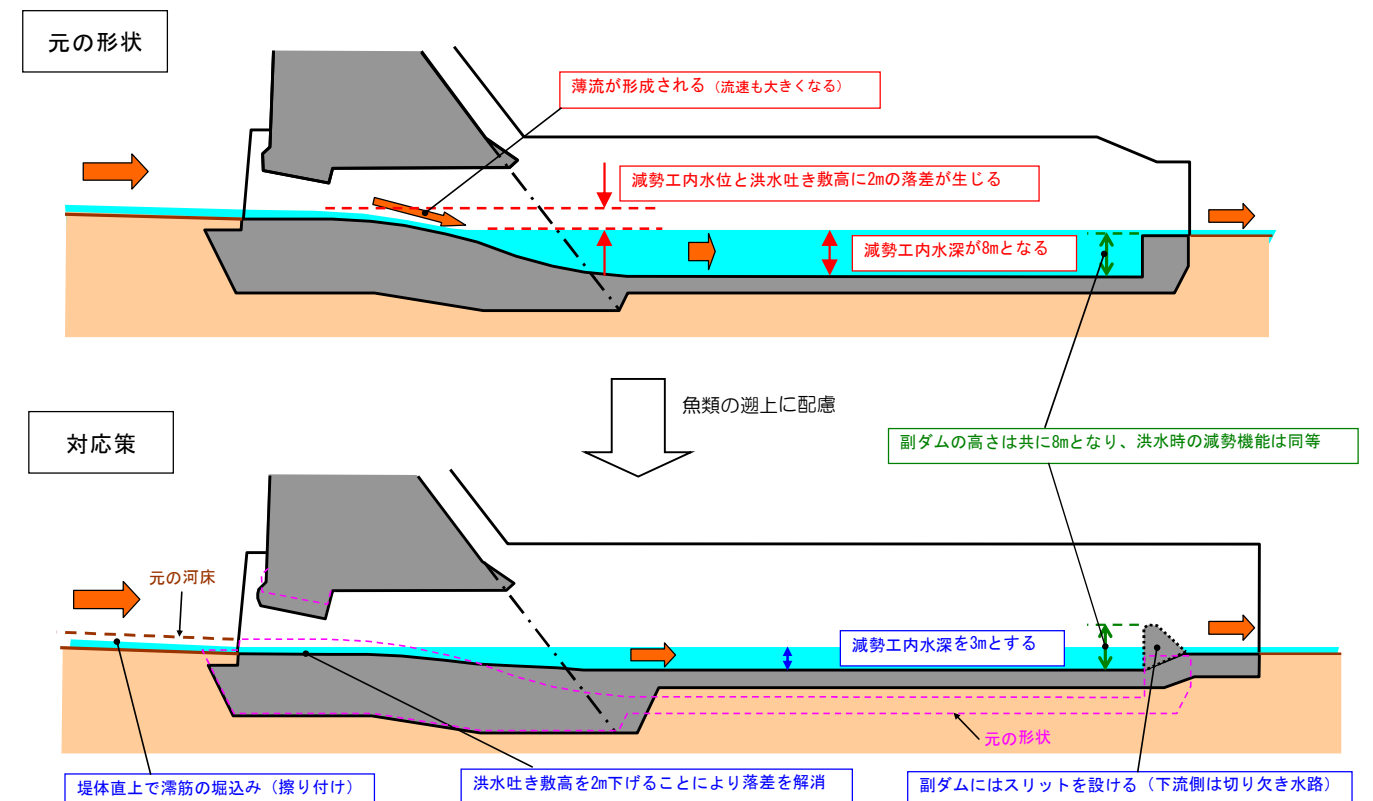 元の形状
薄流が形成される（流速も大きくなる）
減勢工内水位と洪水吐き敷高に2mの落差が生じる
減勢工内水深が8mとなる
魚類の遡上に配慮
対応策
副ダムの高さは共に8mとなり、洪水時の減勢機能は同等
元の河床
減勢工内水深を3mとする
元の形状
堤体直上で澪筋の堀込み（擦り付け）
洪水吐き敷高を2m下げることにより落差を解消
副ダムにはスリットを設ける（下流側は切り欠き水路）